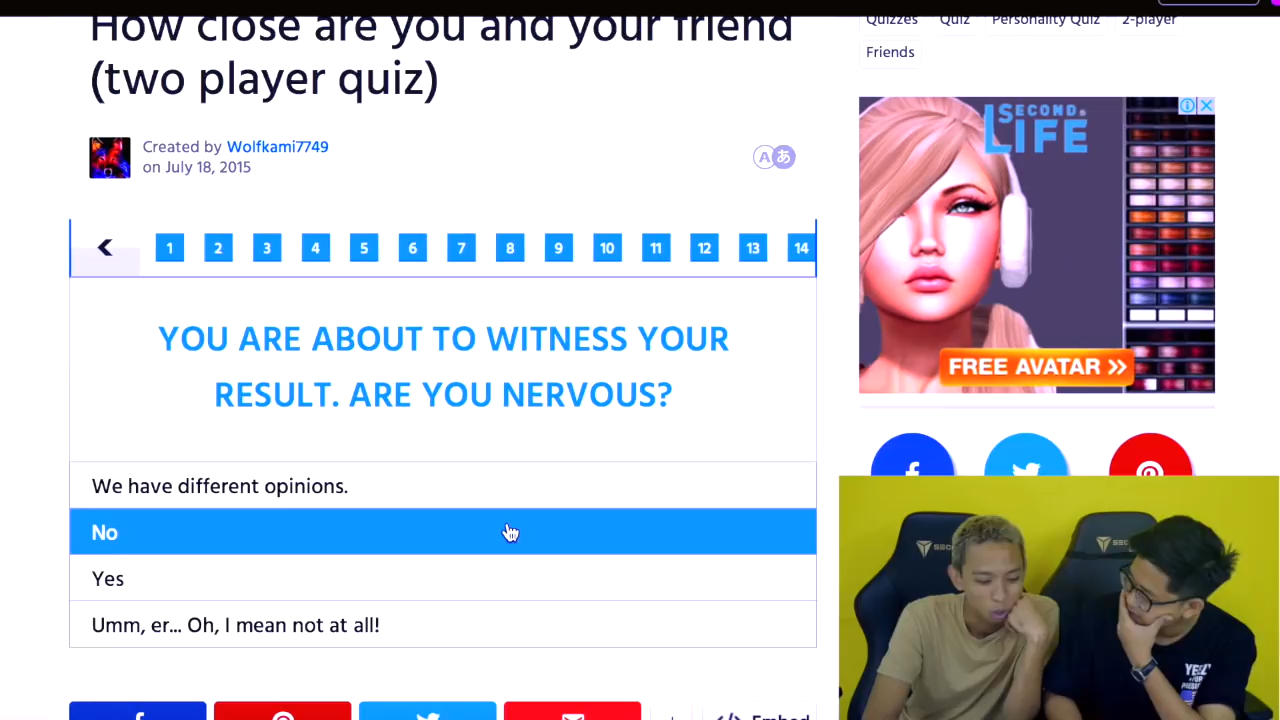 How close are you and your friend
(two player quiz)
Created by Wolfkami7749
on July 18, 2015
A あ
1 2 3 4 5 6 7 8 9 10 11 12 13 14
YOU ARE ABOUT TO WITNESS YOUR
RESULT. ARE YOU NERVOUS?
We have different opinions.
No
Yes
Umm, er... Oh, I mean not at all!
Embed
Quizzes Quiz Personality Quiz 2-player
Friends
SECOND
LIFE
FREE AVATAR >>